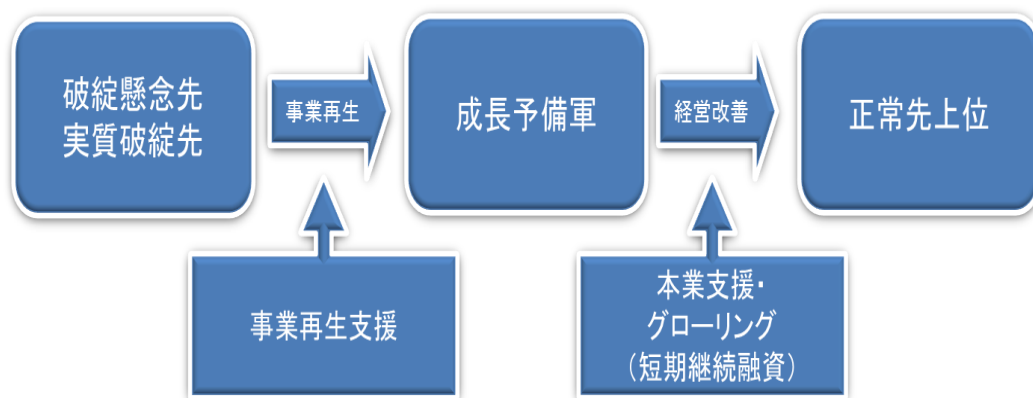 破綻懸念先
実質破綻先
事業再生
成長予備軍
経営改善
正常先上位
事業再生支援
本業支援・
グローリング
（短期継続融資）